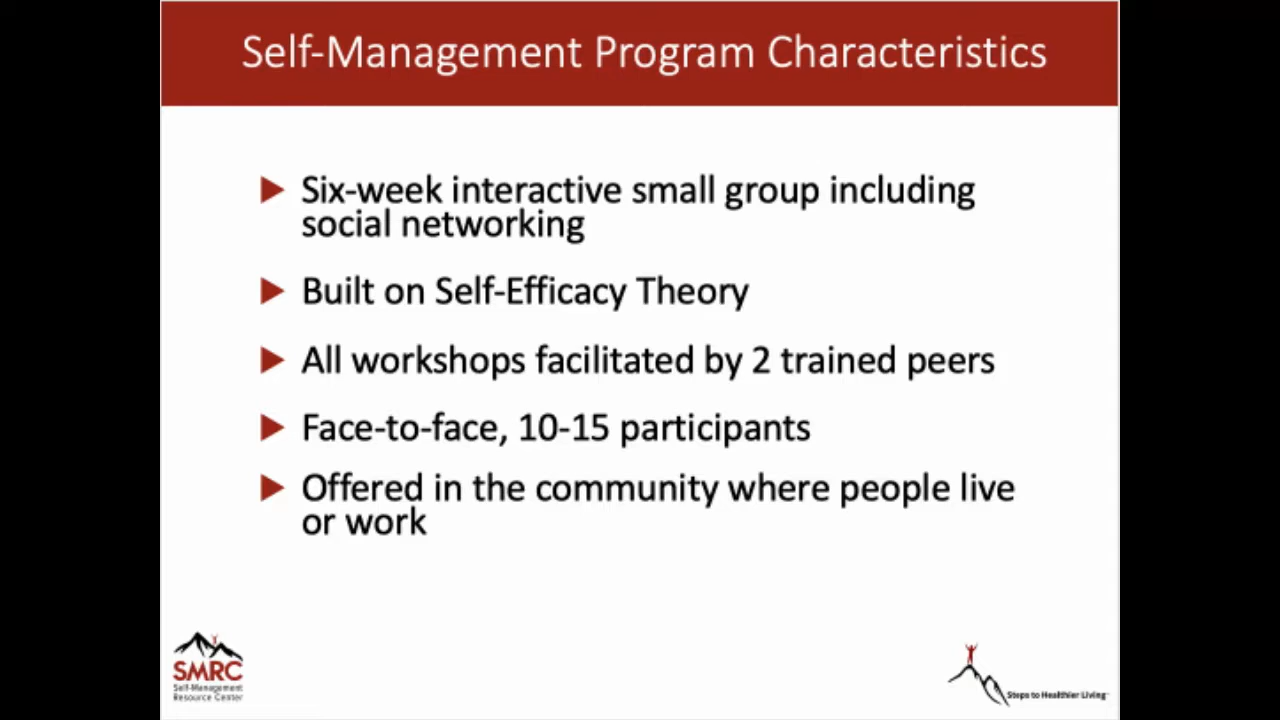 Self-Management Program Characteristics
Six-week interactive small group including
social networking
Built on Self-Efficacy Theory
All workshops facilitated by 2 trained peers
Face-to-face, 10-15 participants
Offered in the community where people live
or work
SMRC
Self-Management
Resource Center
Steps to Healthier Living